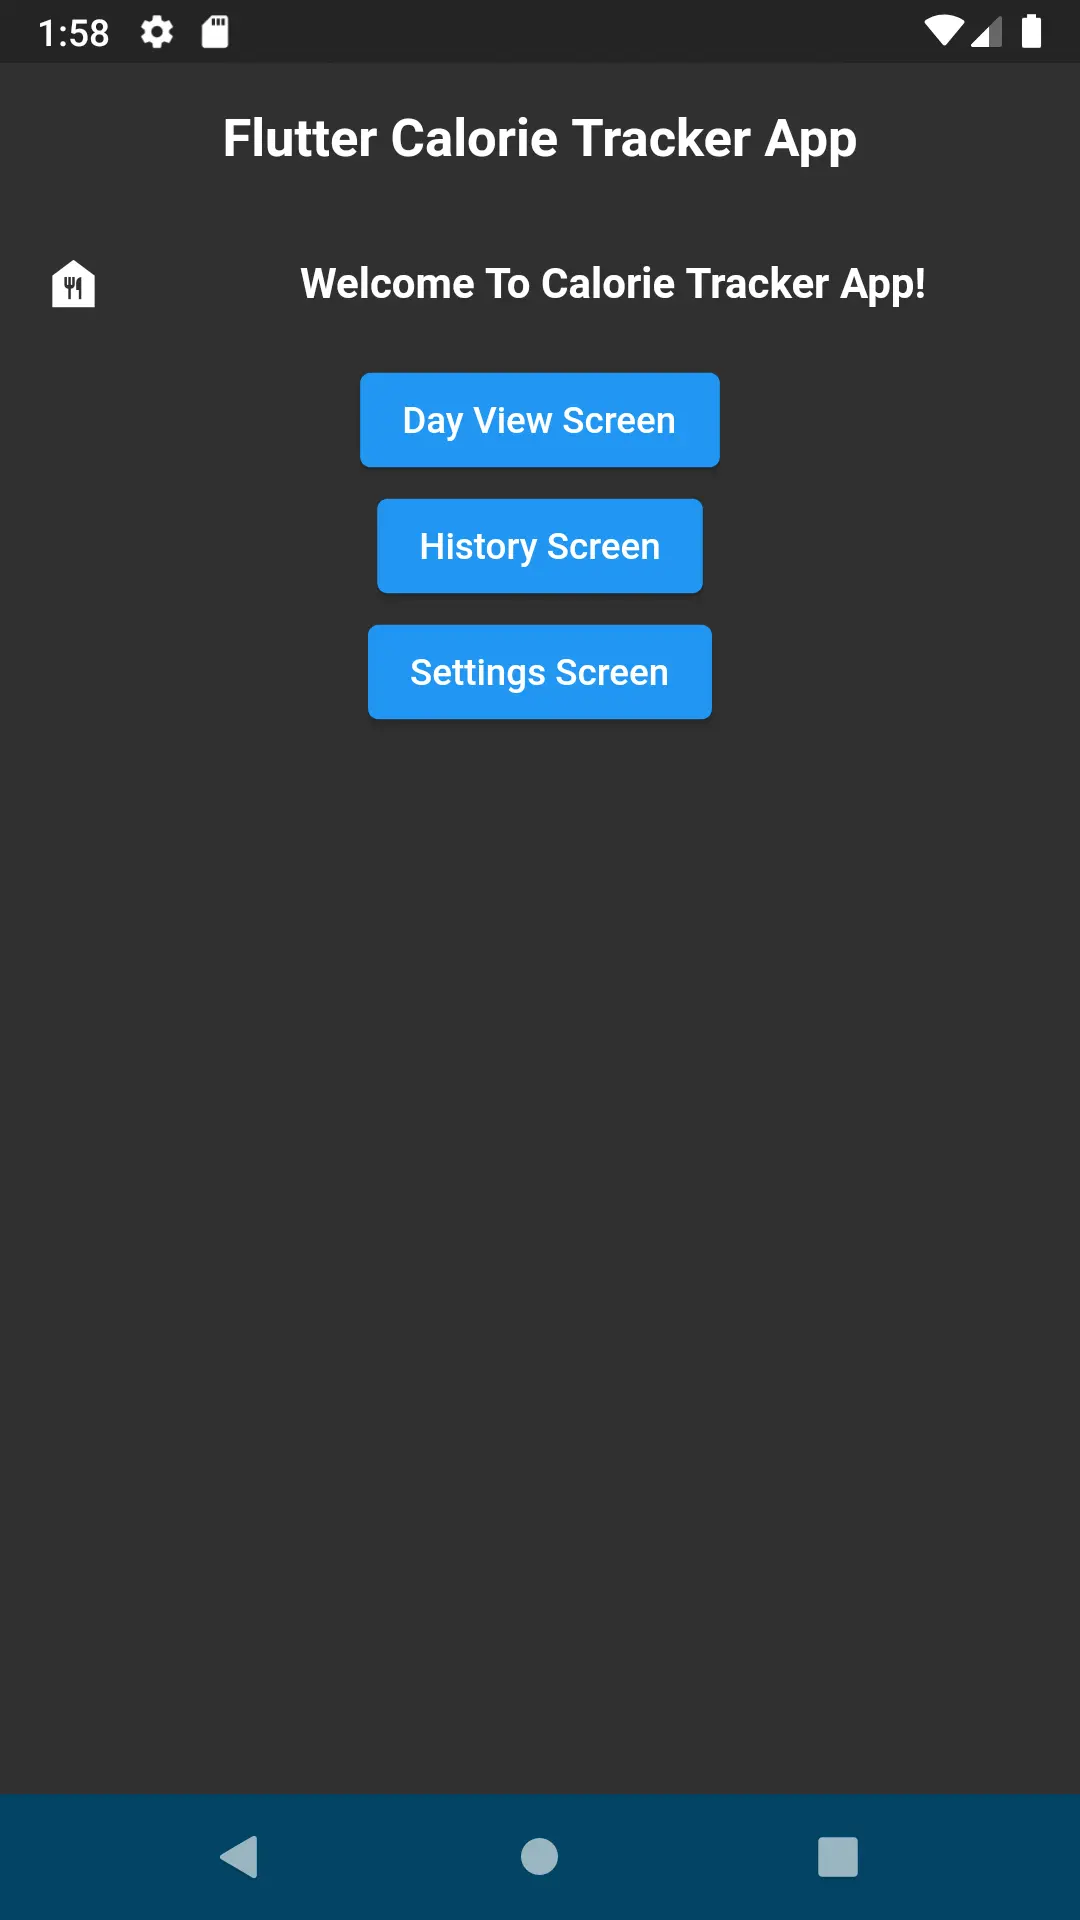 1:58
Flutter Calorie Tracker App
Welcome To Calorie Tracker App!
Day View Screen
History Screen
Settings Screen